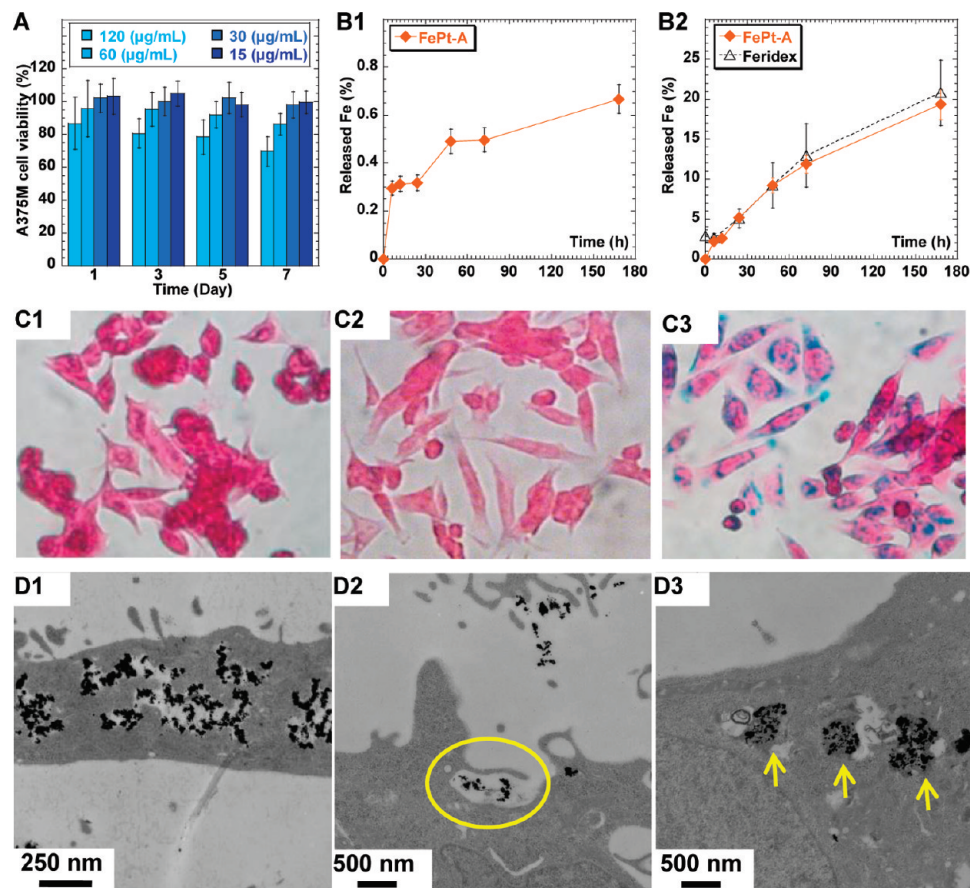 A
120 (µg/mL) 30 (µg/mL)
60 (µg/mL) 15 (µg/mL)
A375M cell viability (%)
120
100
80
60
40
20
0
1 3 5 7
Time (Day)
B1
FePt-A
Released Fe (%)
1
0.8
0.6
0.4
0.2
0
Time (h)
0 30 60 90 120 150 180
B2
FePt-A
Feridex
Released Fe (%)
30
25
20
15
10
5
0
Time (h)
0 30 60 90 120 150 180
C1
C2
C3
D1
250 nm
D2
500 nm
D3
500 nm